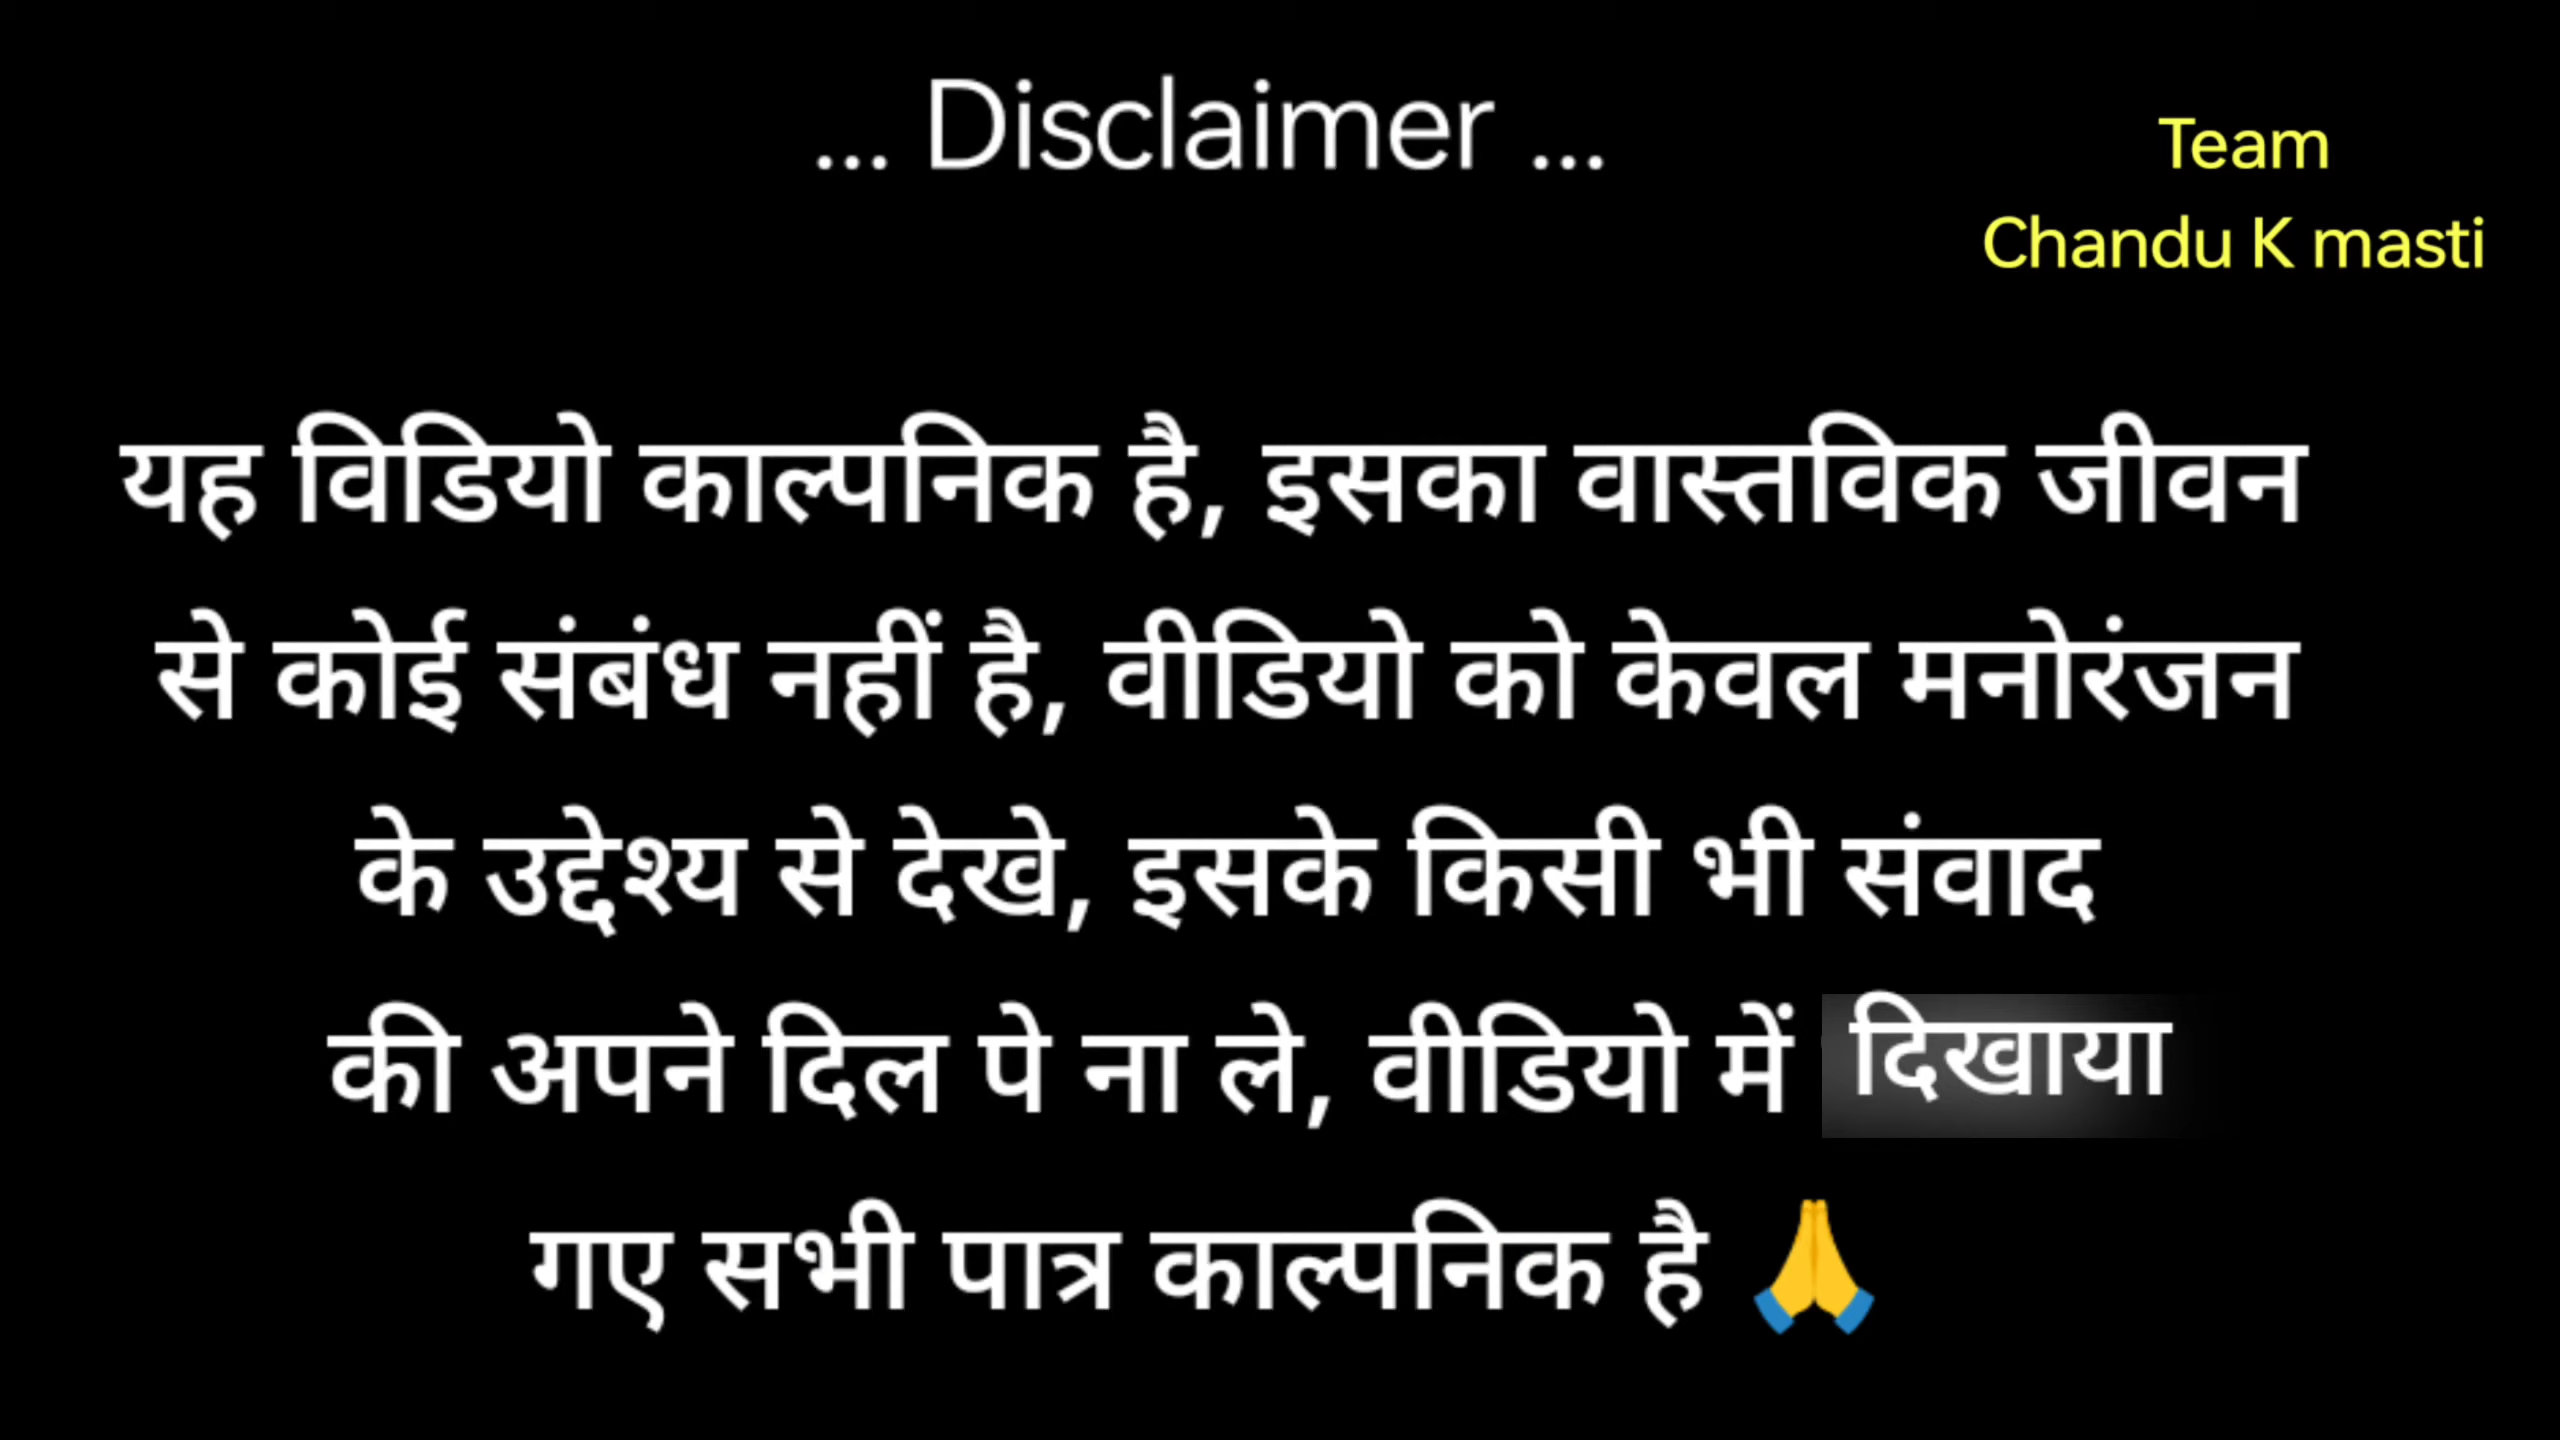 ... Disclaimer ...
Team
Chandu K masti
यह विडियो काल्पनिक है, इसका वास्तविक जीवन
से कोई संबंध नहीं है, वीडियो को केवल मनोरंजन
के उद्देश्य से देखे, इसके किसी भी संवाद
की अपने दिल पे ना ले, वीडियो में दिखाया
गए सभी पात्र काल्पनिक है 🙏